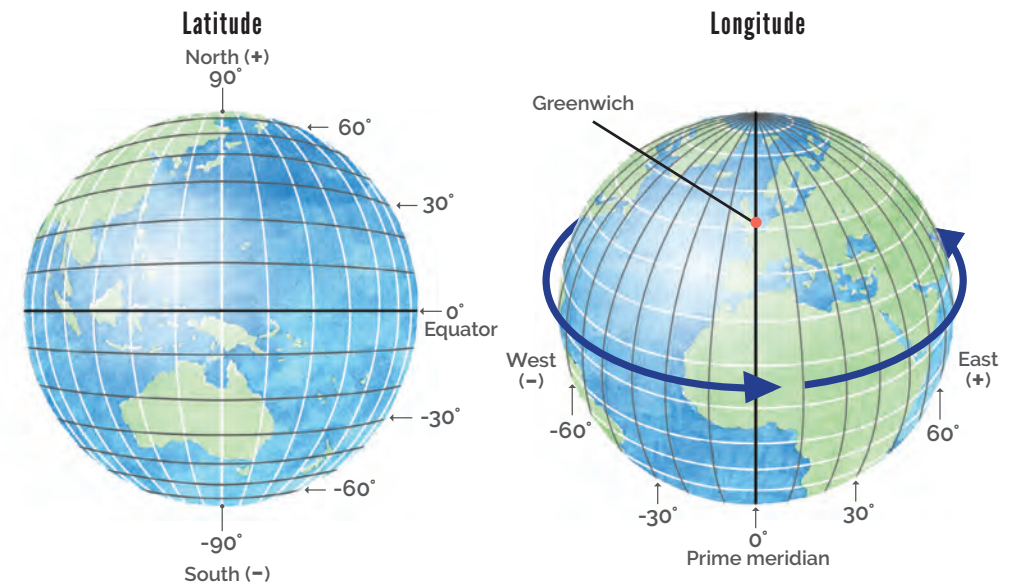 Latitude
North (+)
90°
60°
30°
0°
Equator
-30°
-60°
-90°
South (−)
Longitude
Greenwich
West
(−)
East
(+)
-60°
60°
-30°
30°
0°
Prime meridian